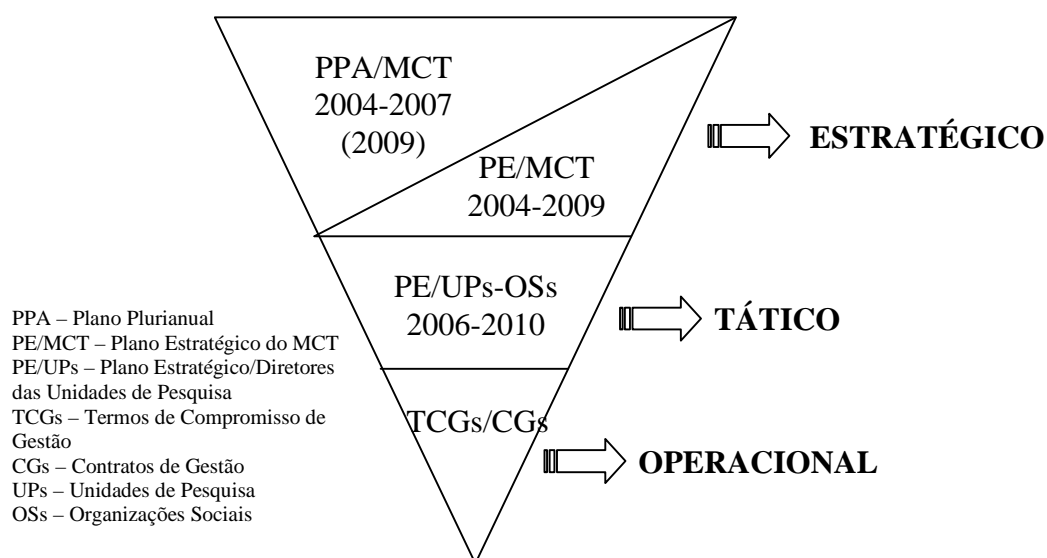 PPA/MCT
2004-2007
(2009)
PE/MCT
2004-2009
ESTRATÉGICO
PE/UPs-OSs
2006-2010
TÁTICO
TCGs/CGs
OPERACIONAL
PPA – Plano Plurianual
PE/MCT – Plano Estratégico do MCT
PE/UPs – Plano Estratégico/Diretores
das Unidades de Pesquisa
TCGs – Termos de Compromisso de
Gestão
CGs – Contratos de Gestão
UPs – Unidades de Pesquisa
OSs – Organizações Sociais